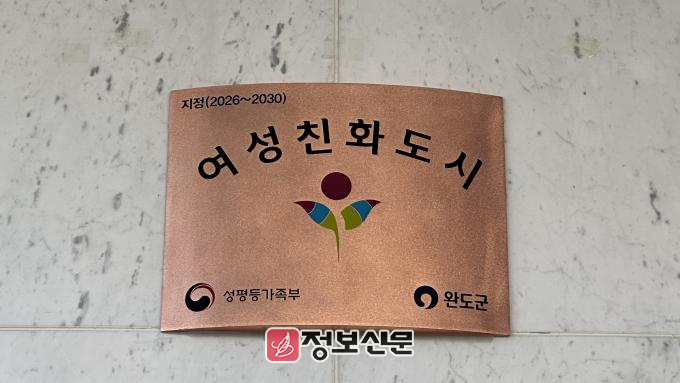 지정(2026~2030)
여성친화도시
성평등가족부
완도군
정보신문